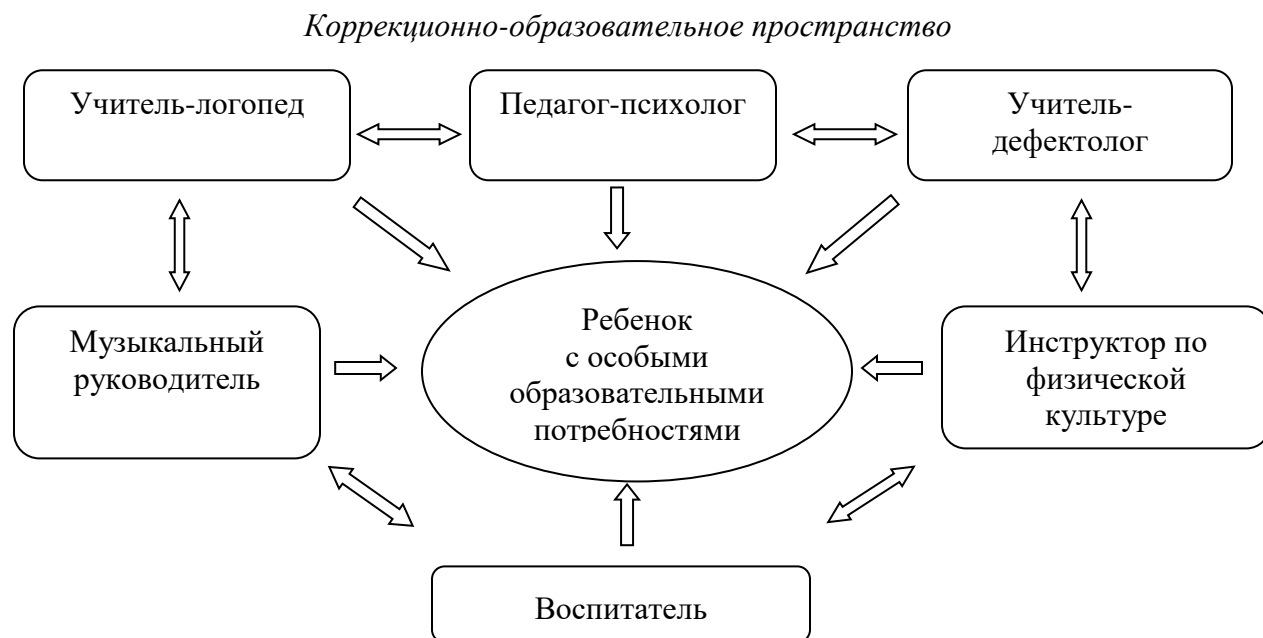 Коррекционно-образовательное пространство
Учитель-логопед
Педагог-психолог
Учитель-
дефектолог
Музыкальный
руководитель
Ребенок
с особыми
образовательными
потребностями
Инструктор по
физической
культуре
Воспитатель